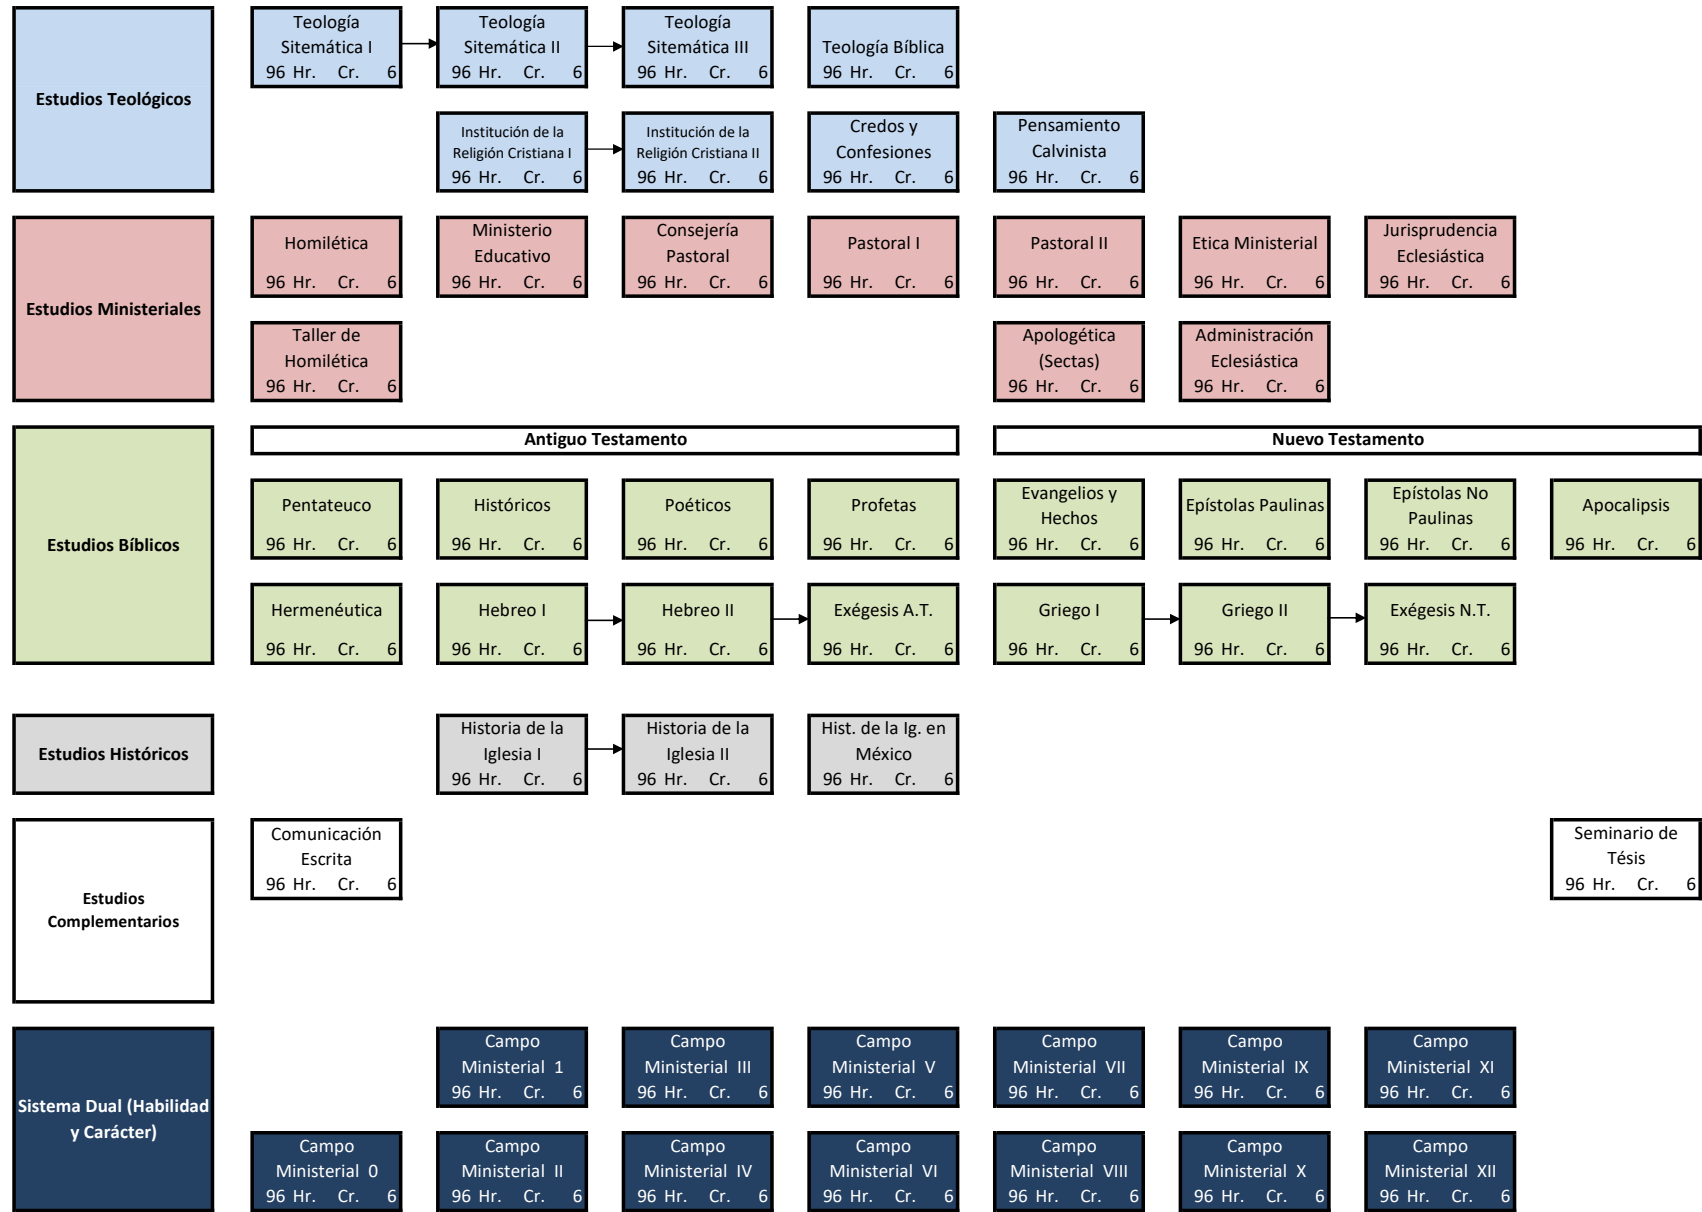 Estudios Teológicos
Teología
Sitemática I
96 Hr. Cr. 6
Teología
Sitemática II
96 Hr. Cr. 6
Teología
Sitemática III
96 Hr. Cr. 6
Teología Bíblica
96 Hr. Cr. 6
Institución de la
Religión Cristiana I
96 Hr. Cr. 6
Institución de la
Religión Cristiana II
96 Hr. Cr. 6
Credos y
Confesiones
96 Hr. Cr. 6
Pensamiento
Calvinista
96 Hr. Cr. 6
Estudios Ministeriales
Homilética
96 Hr. Cr. 6
Ministerio
Educativo
96 Hr. Cr. 6
Consejería
Pastoral
96 Hr. Cr. 6
Pastoral I
96 Hr. Cr. 6
Pastoral II
96 Hr. Cr. 6
Etica Ministerial
96 Hr. Cr. 6
Jurisprudencia
Eclesiástica
96 Hr. Cr. 6
Taller de
Homilética
96 Hr. Cr. 6
Apologética
(Sectas)
96 Hr. Cr. 6
Administración
Eclesiástica
96 Hr. Cr. 6
Estudios Bíblicos
Antiguo Testamento
Nuevo Testamento
Pentateuco
96 Hr. Cr. 6
Históricos
96 Hr. Cr. 6
Poéticos
96 Hr. Cr. 6
Profetas
96 Hr. Cr. 6
Evangelios y
Hechos
96 Hr. Cr. 6
Epístolas Paulinas
96 Hr. Cr. 6
Epístolas No
Paulinas
96 Hr. Cr. 6
Apocalipsis
96 Hr. Cr. 6
Hermenéutica
96 Hr. Cr. 6
Hebreo I
96 Hr. Cr. 6
Hebreo II
96 Hr. Cr. 6
Exégesis A.T.
96 Hr. Cr. 6
Griego I
96 Hr. Cr. 6
Griego II
96 Hr. Cr. 6
Exégesis N.T.
96 Hr. Cr. 6
Estudios Históricos
Historia de la
Iglesia I
96 Hr. Cr. 6
Historia de la
Iglesia II
96 Hr. Cr. 6
Hist. de la Ig. en
México
96 Hr. Cr. 6
Estudios
Complementarios
Comunicación
Escrita
96 Hr. Cr. 6
Seminario de
Tésis
96 Hr. Cr. 6
Sistema Dual (Habilidad
y Carácter)
Campo
Ministerial 1
96 Hr. Cr. 6
Campo
Ministerial III
96 Hr. Cr. 6
Campo
Ministerial V
96 Hr. Cr. 6
Campo
Ministerial VII
96 Hr. Cr. 6
Campo
Ministerial IX
96 Hr. Cr. 6
Campo
Ministerial XI
96 Hr. Cr. 6
Campo
Ministerial 0
96 Hr. Cr. 6
Campo
Ministerial II
96 Hr. Cr. 6
Campo
Ministerial IV
96 Hr. Cr. 6
Campo
Ministerial VI
96 Hr. Cr. 6
Campo
Ministerial VIII
96 Hr. Cr. 6
Campo
Ministerial X
96 Hr. Cr. 6
Campo
Ministerial XII
96 Hr. Cr. 6